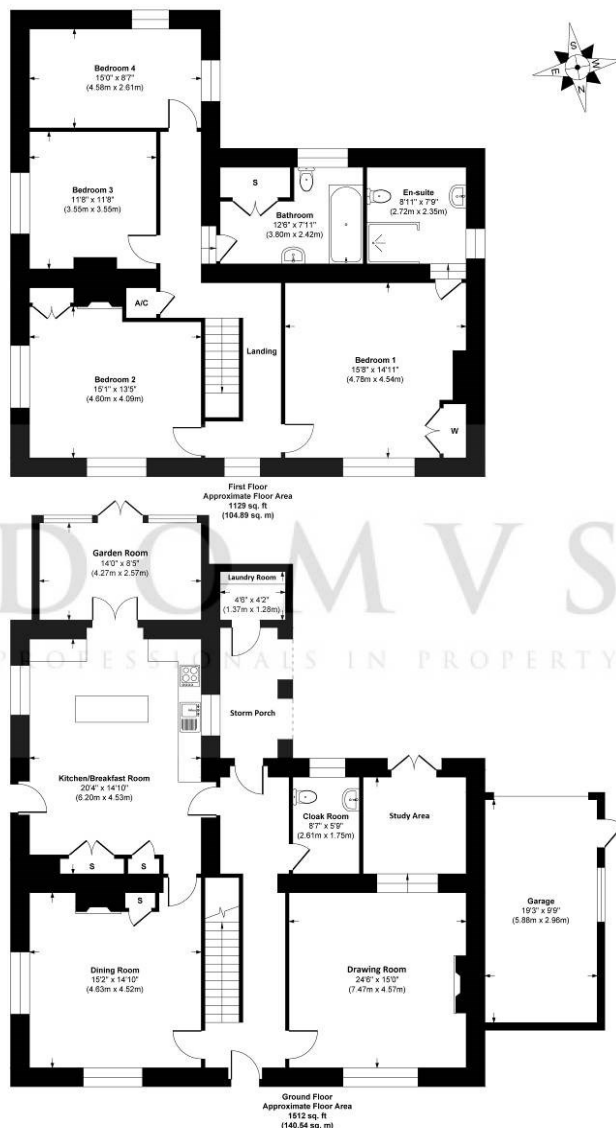 Bedroom 4
15'0" x 8'7"
(4.58m x 2.61m)
S
W
E
N
Bedroom 3
11'8" x 11'8"
(3.55m x 3.55m)
S
Bathroom
12'6" x 7'11"
(3.80m x 2.42m)
En-suite
8'11" x 7'9"
(2.72m x 2.35m)
A/C
Landing
Bedroom 2
15'1" x 13'5"
(4.60m x 4.09m)
Bedroom 1
15'8" x 14'11"
(4.78m x 4.54m)
W
First Floor
Approximate Floor Area
1129 sq. ft
(104.89 sq. m)
DOMVS
PROFESSIONALS IN PROPERTY
Garden Room
14'0" x 8'5"
(4.27m x 2.57m)
Laundry Room
4'6" x 4'2"
(1.37m x 1.28m)
Storm Porch
Kitchen/Breakfast Room
20'4" x 14'10"
(6.20m x 4.53m)
Cloak Room
8'7" x 5'9"
(2.61m x 1.75m)
Study Area
S
S
S
Garage
19'3" x 9'9"
(5.88m x 2.96m)
Dining Room
15'2" x 14'10"
(4.63m x 4.52m)
Drawing Room
24'6" x 15'0"
(7.47m x 4.57m)
Ground Floor
Approximate Floor Area
1512 sq. ft
(140.54 sq. m)